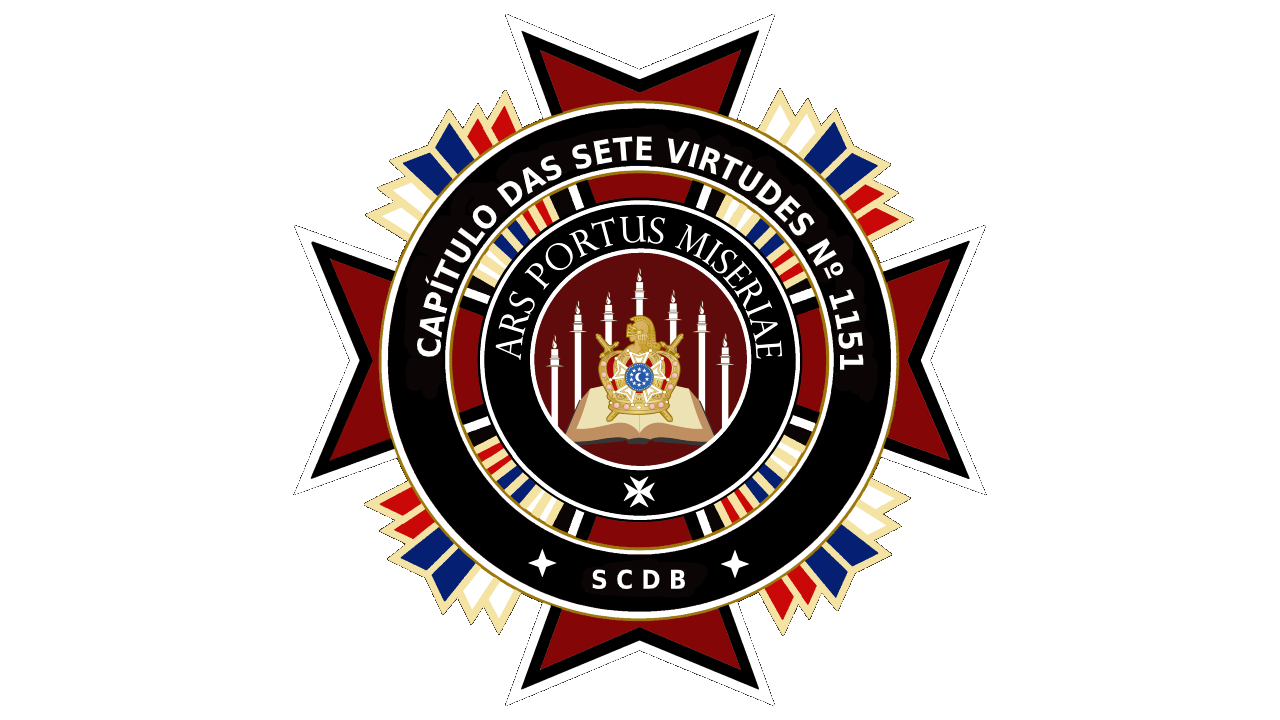 CAPÍTULO DAS SETE VIRTUDES Nº 1151
ARS PORTUS MISERIAE
SCDB